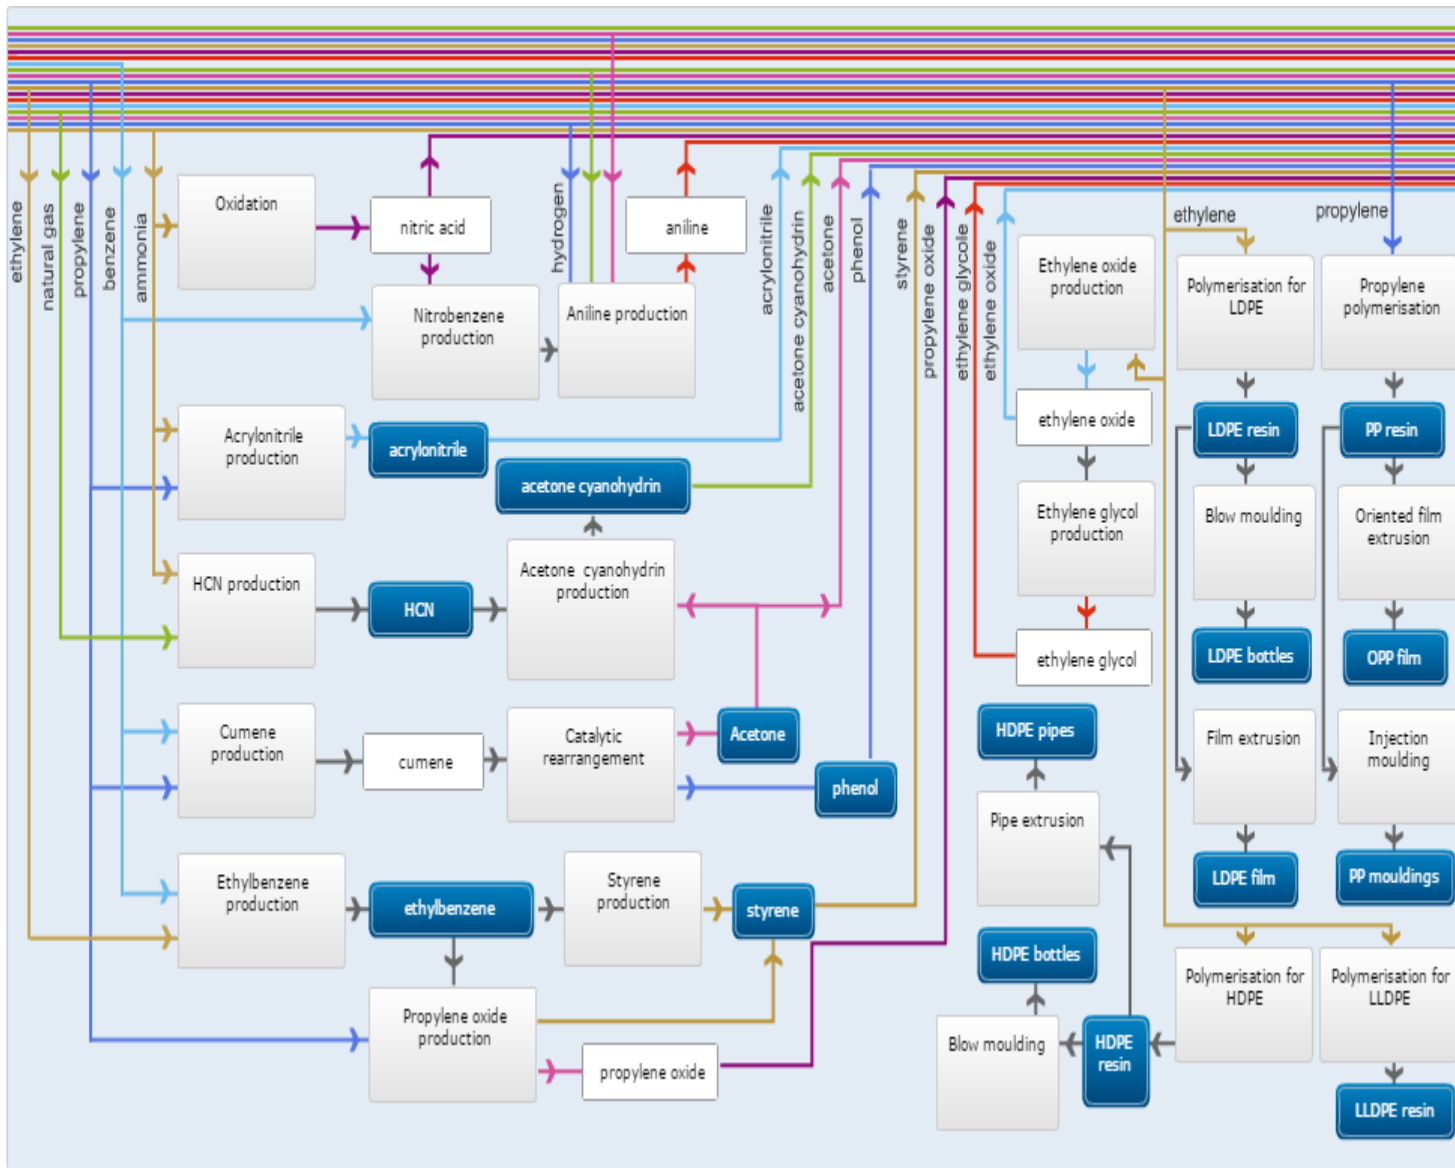 ethylene
natural gas
propylene
benzene
ammonia
Oxidation
nitric acid
hydrogen
aniline
Nitrobenzene
production
Aniline production
acrylonitrile
acetone cyanohydrin
acetone
phenol
styrene
propylene oxide
ethylene glycole
ethylene oxide
ethylene
propylene
Ethylene oxide
production
Polymerisation for
LDPE
Propylene
polymerisation
Acrylonitrile
production
acrylonitrile
acetone cyanohydrin
ethylene oxide
LDPE resin
PP resin
Ethylene glycol
production
Blow moulding
Oriented film
extrusion
HCN production
HCN
Acetone cyanohydrin
production
ethylene glycol
LDPE bottles
OPP film
Cumene
production
cumene
Catalytic
rearrangement
Acetone
phenol
HDPE pipes
Film extrusion
Injection
moulding
Pipe extrusion
LDPE film
PP mouldings
Ethylbenzene
production
ethylbenzene
Styrene
production
styrene
HDPE bottles
Polymerisation for
HDPE
Polymerisation for
LLDPE
Propylene oxide
production
propylene oxide
Blow moulding
HDPE
resin
LLDPE resin